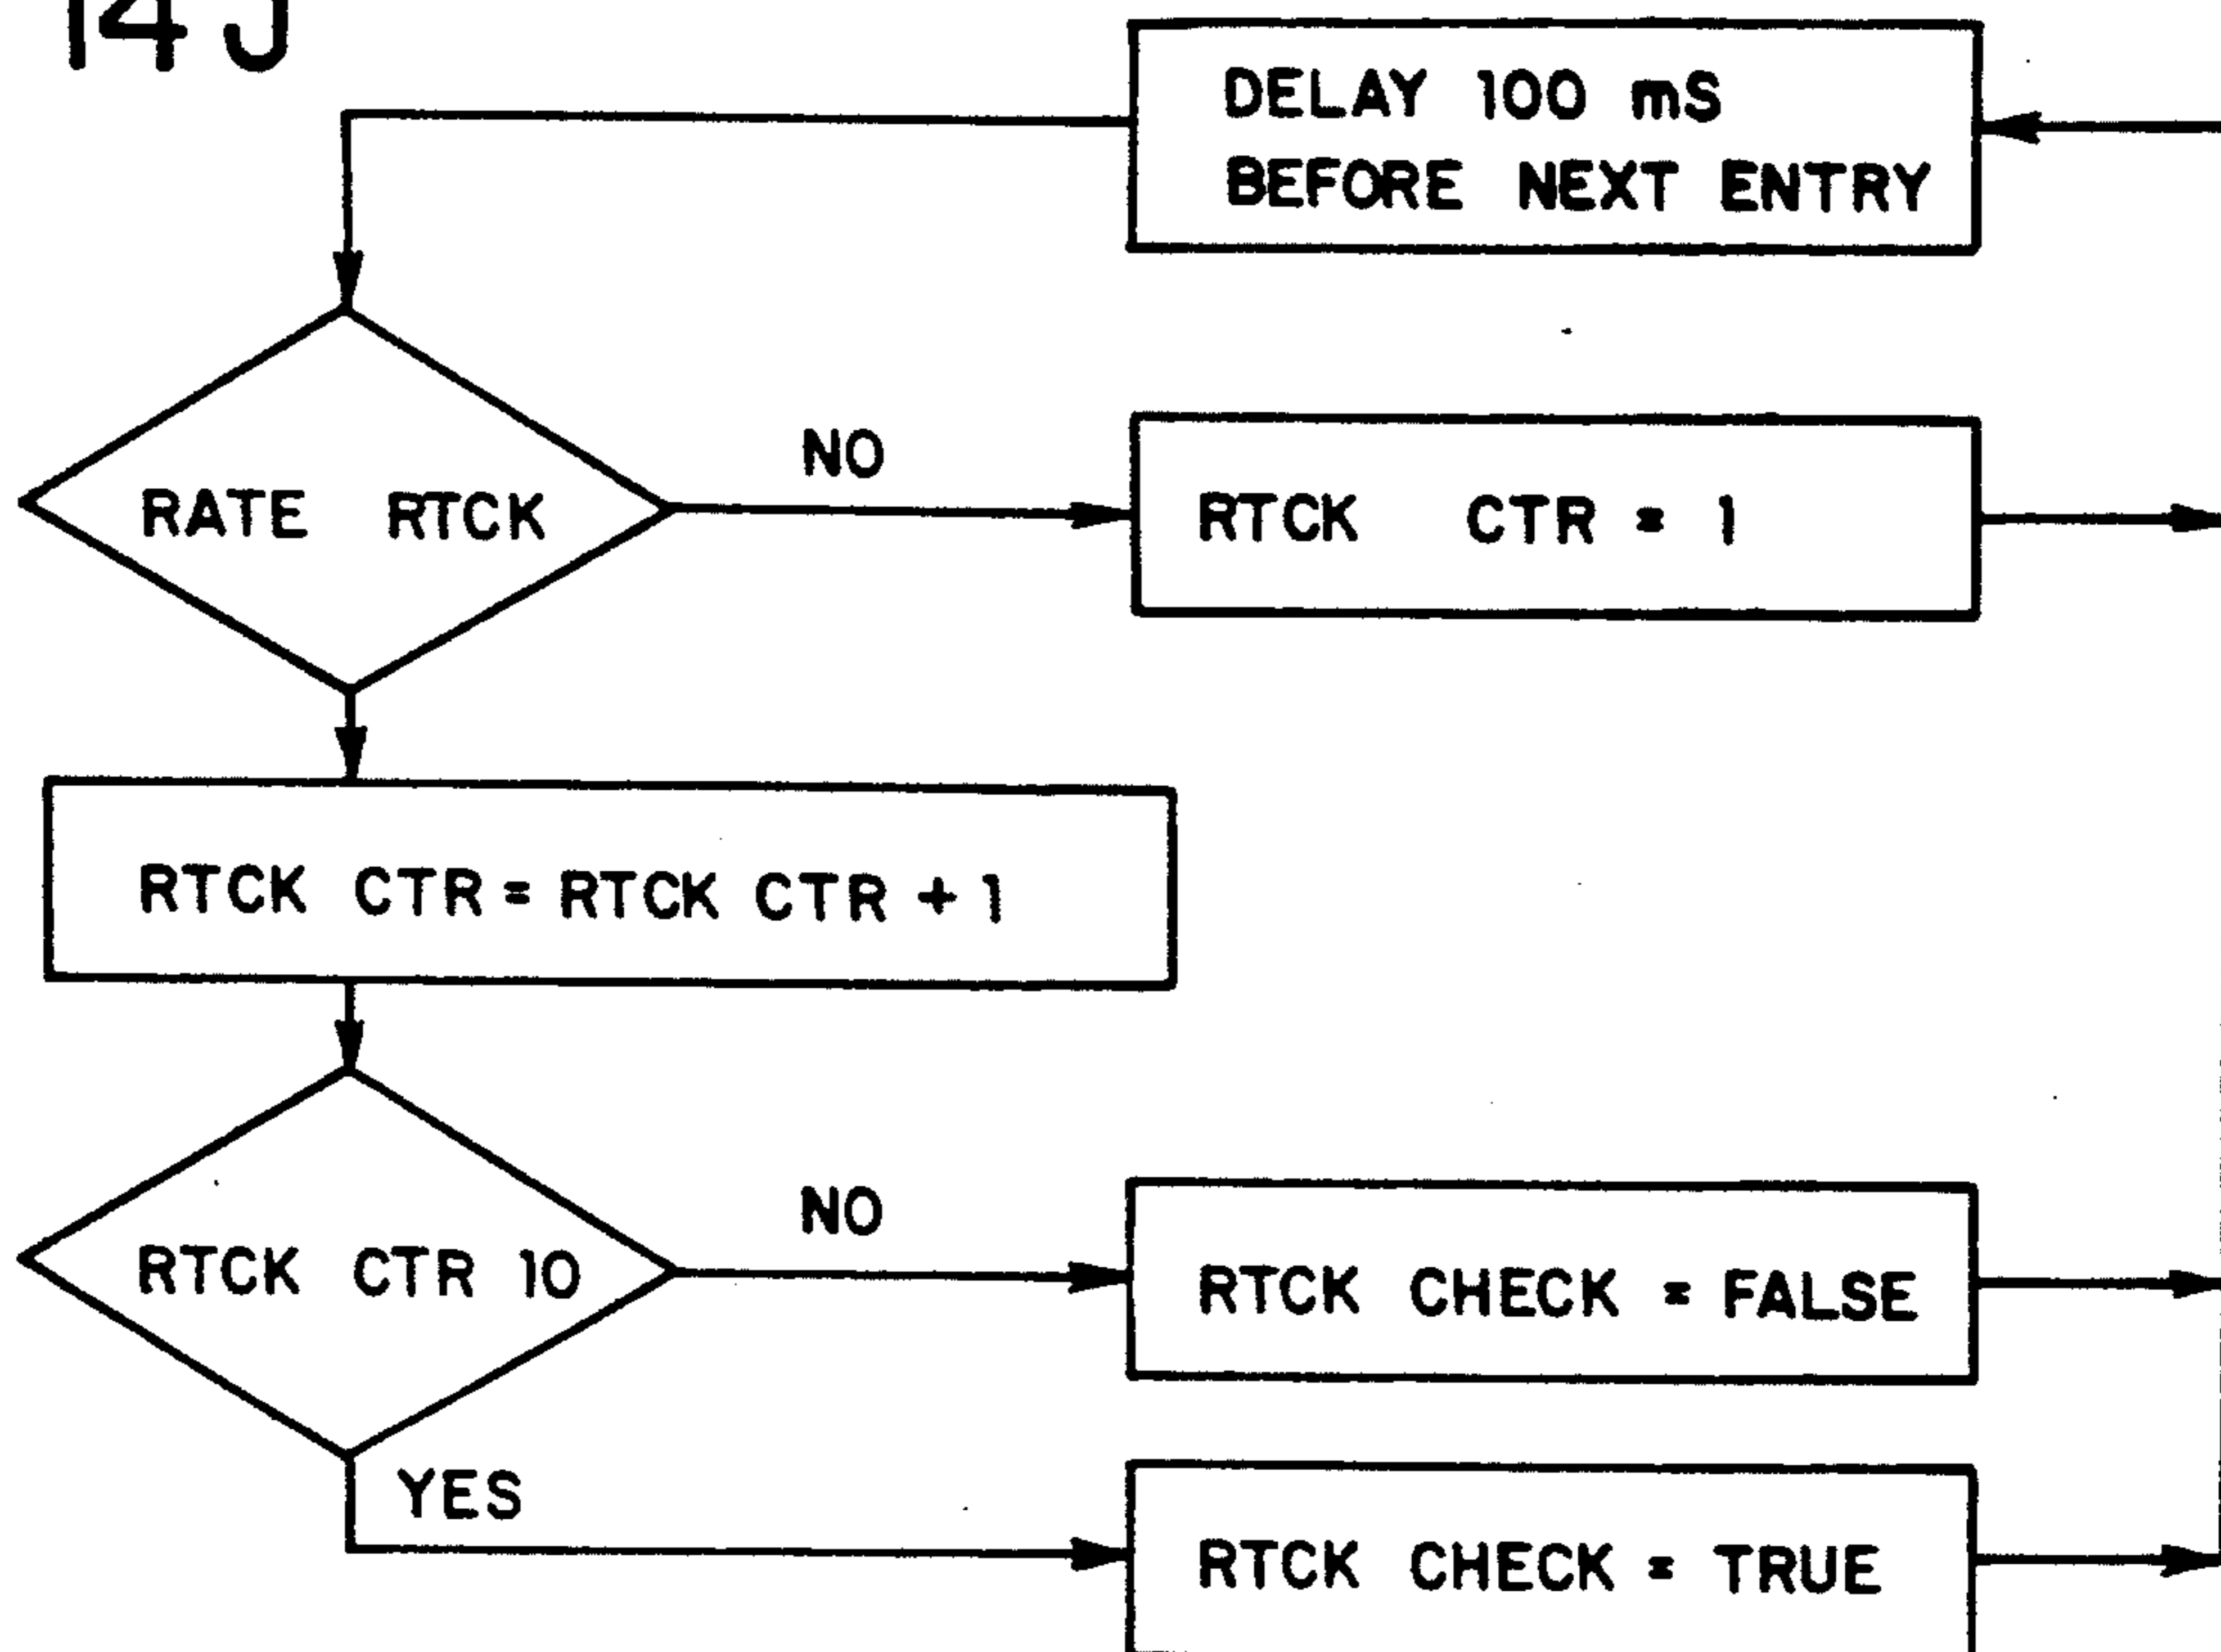 14 J
DELAY 100 mS
BEFORE NEXT ENTRY
NO
RATE RTCK
RTCK CTR = 1
RTCK CTR = RTCK CTR + 1
NO
RTCK CTR 10
RTCK CHECK = FALSE
YES
RTCK CHECK = TRUE